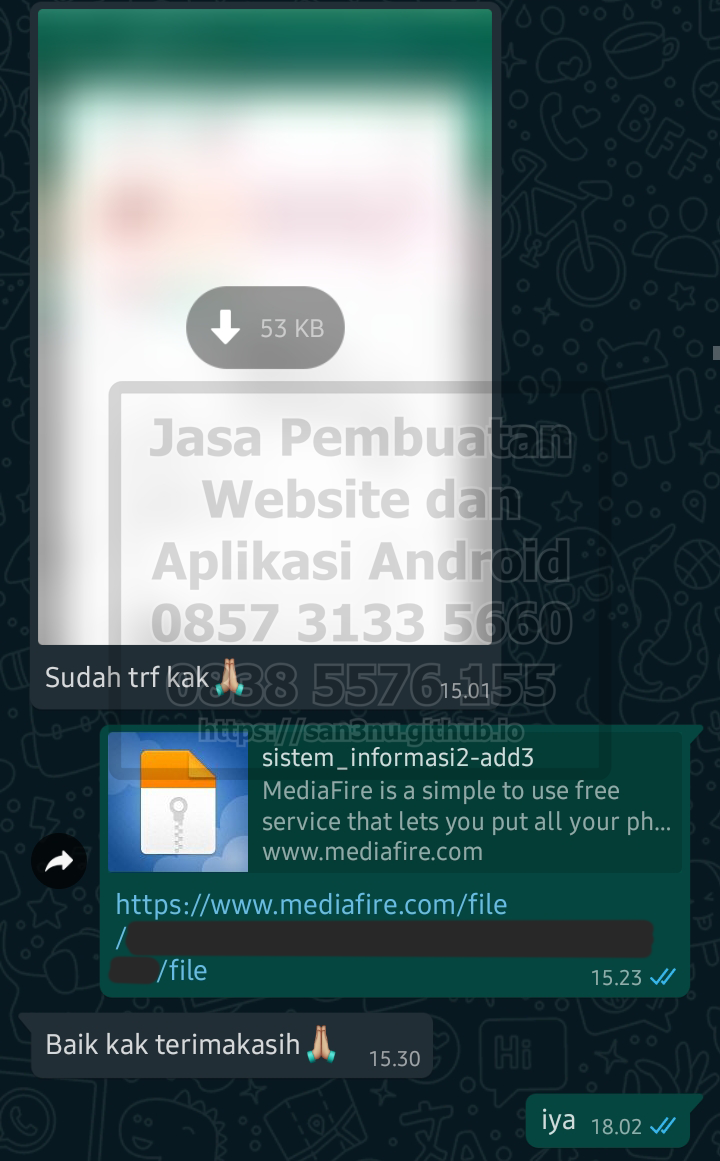 53 KB
Jasa Pembuatan
Website dan
Aplikasi Android
0857 3133 5660
Sudah trf kak🙏🏼
15.01
0838 5576 155
https://san3nu.github.io
sistem_informasi2-add3
MediaFire is a simple to use free
service that lets you put all your ph...
www.mediafire.com
https://www.mediafire.com/file
/
/file
15.23
Baik kak terimakasih🙏🏼
15.30
iya
18.02